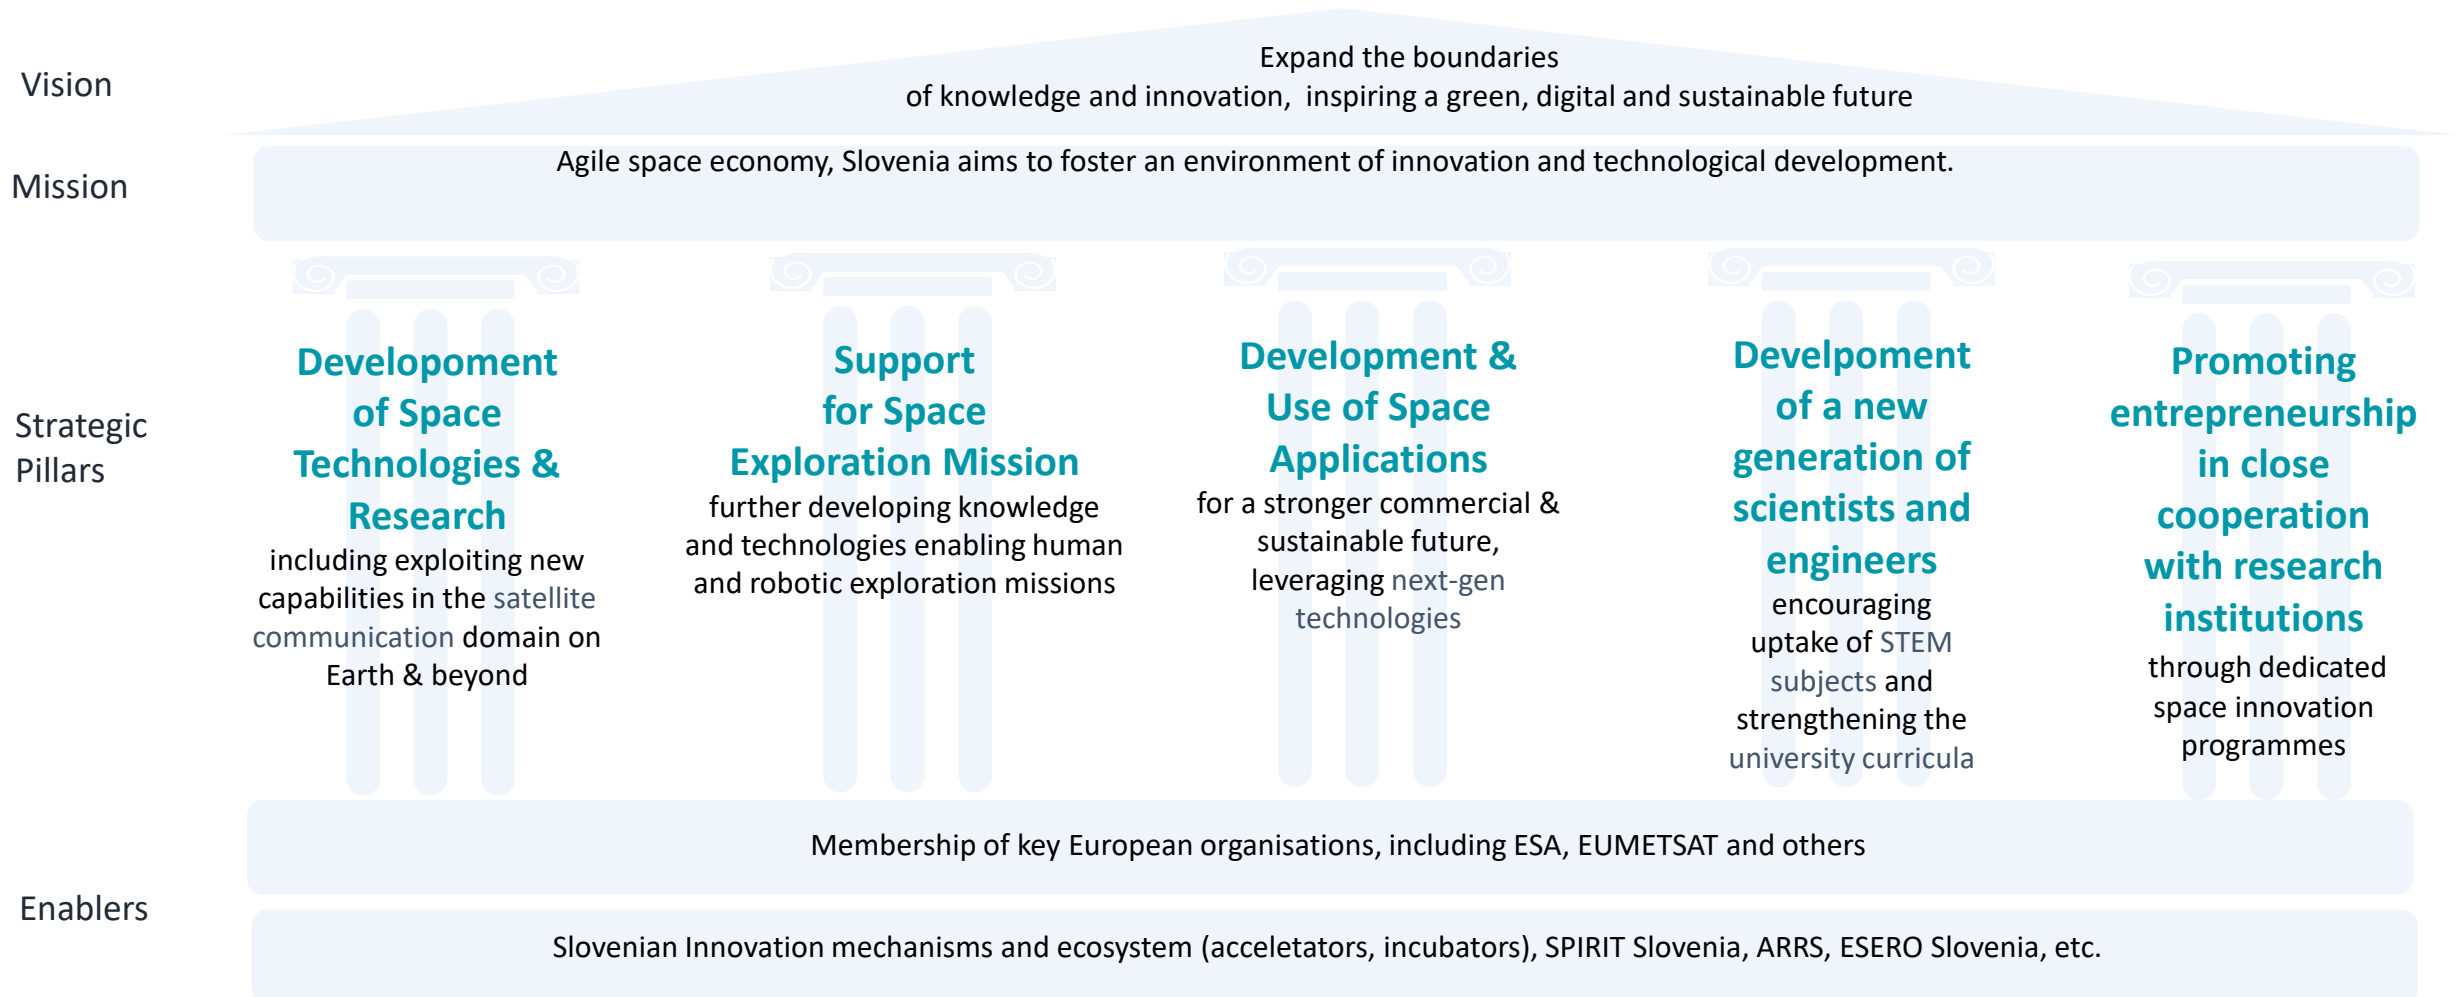 Vision
Expand the boundaries
of knowledge and innovation, inspiring a green, digital and sustainable future
Mission
Agile space economy, Slovenia aims to foster an environment of innovation and technological development.
Strategic
Pillars
Developoment
of Space
Technologies &
Research
including exploiting new
capabilities in the satellite
communication domain on
Earth & beyond
Support
for Space
Exploration Mission
further developing knowledge
and technologies enabling human
and robotic exploration missions
Development &
Use of Space
Applications
for a stronger commercial &
sustainable future,
leveraging next-gen
technologies
Develpoment
of a new
generation of
scientists and
engineers
encouraging
uptake of STEM
subjects and
strengthening the
university curricula
Promoting
entrepreneurship
in close
cooperation
with research
institutions
through dedicated
space innovation
programmes
Enablers
Membership of key European organisations, including ESA, EUMETSAT and others
Slovenian Innovation mechanisms and ecosystem (acceletators, incubators), SPIRIT Slovenia, ARRS, ESERO Slovenia, etc.